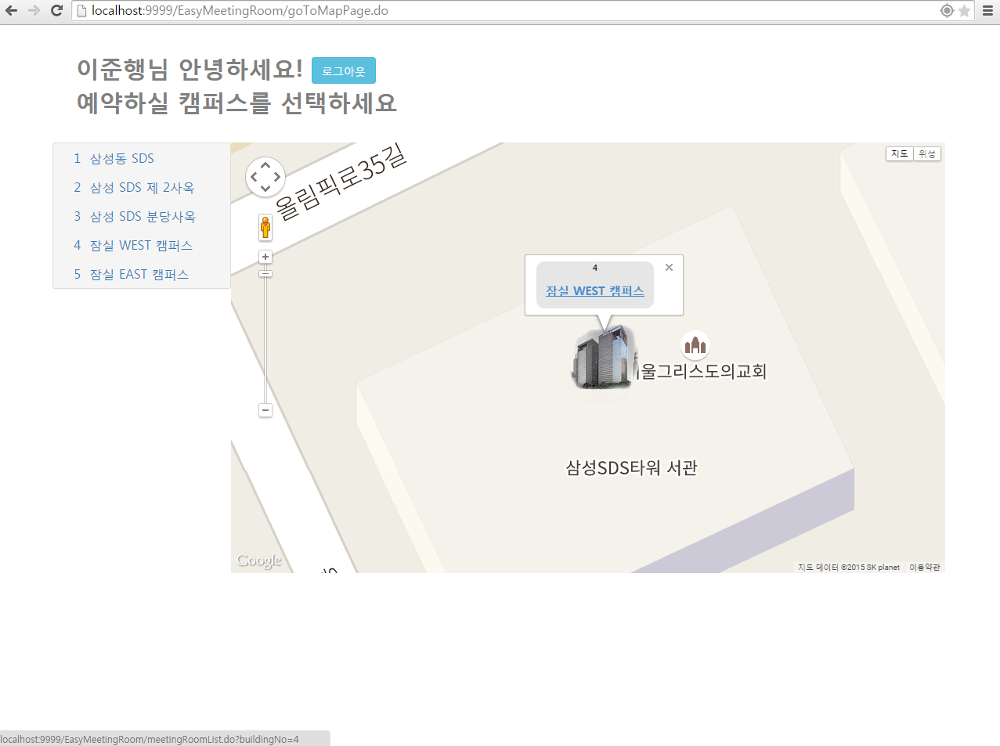 localhost:9999/EasyMeetingRoom/goToMapPage.do
이준행님 안녕하세요! 로그아웃
예약하실 캠퍼스를 선택하세요
1 삼성동 SDS
2 삼성 SDS 제 2사옥
3 삼성 SDS 분당사옥
4 잠실 WEST 캠퍼스
5 잠실 EAST 캠퍼스
지도 위성
올림픽로35길
4
잠실 WEST 캠퍼스
울그리스도의교회
삼성SDS타워 서관
Google
지도 데이터 ©2015 SK planet 이용약관
localhost:9999/EasyMeetingRoom/meetingRoomList.do?buildingNo=4